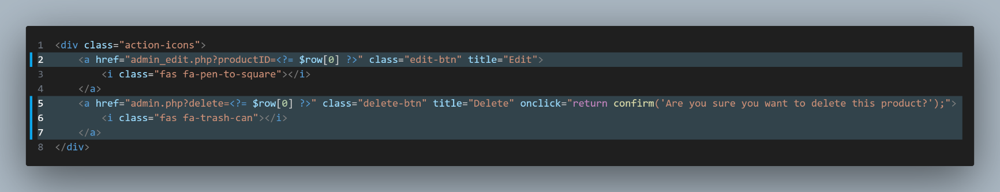 1 <div class="action-icons">
2     <a href="admin_edit.php?productID=<?= $row[0] ?>" class="edit-btn" title="Edit">
3         <i class="fas fa-pen-to-square"></i>
4     </a>
5     <a href="admin.php?delete=<?= $row[0] ?>" class="delete-btn" title="Delete" onclick="return confirm('Are you sure you want to delete this product?');">
6         <i class="fas fa-trash-can"></i>
7     </a>
8 </div>